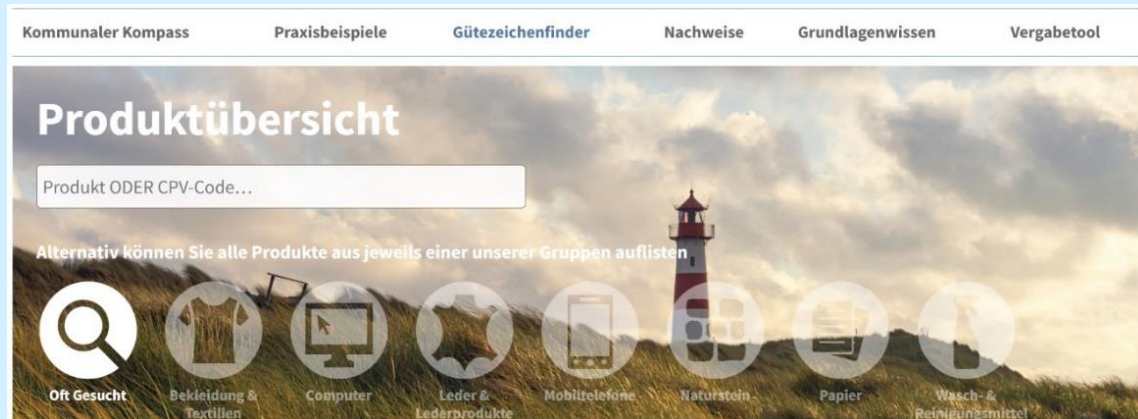 Kommunaler Kompass Praxisbeispiele Gütezeichenfinder Nachweise Grundlagenwissen Vergabetool
Produktübersicht
Produkt ODER CPV-Code...
Alternativ können Sie alle Produkte aus jeweils einer unserer Gruppen auflisten
Oft Gesucht
Bekleidung &
Textilien
Computer
Leder &
Lederprodukte
Mobiltelefone
Naturstein
Papier
Wasch- &
Reinigungsmittel